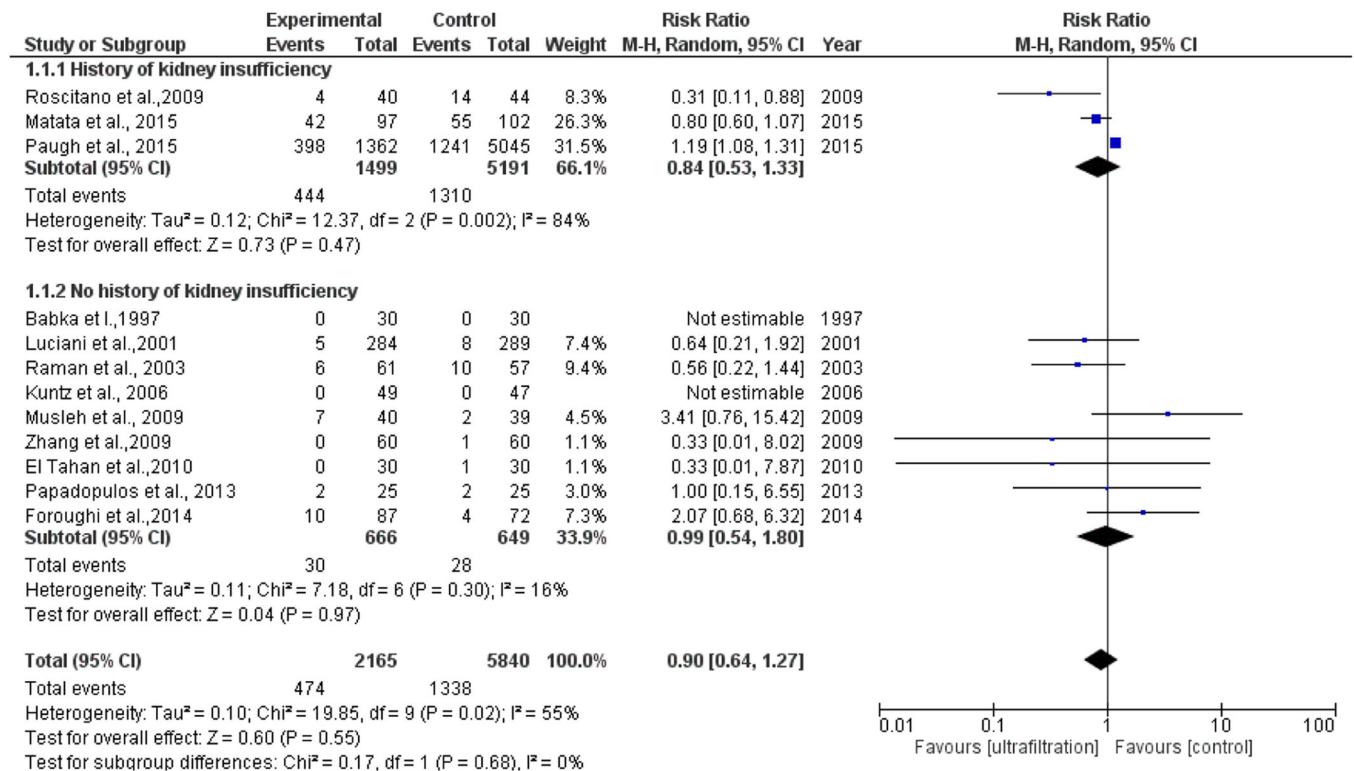 Experimental Control Risk Ratio Risk Ratio
Study or Subgroup Events Total Events Total Weight M-H, Random, 95% CI Year M-H, Random, 95% CI
1.1.1 History of kidney insufficiency
Roscitano et al.,2009 4 40 14 44 8.3% 0.31 [0.11, 0.88] 2009
Matata et al., 2015 42 97 55 102 26.3% 0.80 [0.60, 1.07] 2015
Paugh et al., 2015 398 1362 1241 5045 31.5% 1.19 [1.08, 1.31] 2015
Subtotal (95% CI) 1499 5191 66.1% 0.84 [0.53, 1.33]
Total events 444 1310
Heterogeneity: Tau² = 0.12; Chi² = 12.37, df = 2 (P = 0.002); I² = 84%
Test for overall effect: Z = 0.73 (P = 0.47)
1.1.2 No history of kidney insufficiency
Babka et l.,1997 0 30 0 30 Not estimable 1997
Luciani et al.,2001 5 284 8 289 7.4% 0.64 [0.21, 1.92] 2001
Raman et al., 2003 6 61 10 57 9.4% 0.56 [0.22, 1.44] 2003
Kuntz et al., 2006 0 49 0 47 Not estimable 2006
Musleh et al., 2009 7 40 2 39 4.5% 3.41 [0.76, 15.42] 2009
Zhang et al.,2009 0 60 1 60 1.1% 0.33 [0.01, 8.02] 2009
El Tahan et al.,2010 0 30 1 30 1.1% 0.33 [0.01, 7.87] 2010
Papadopulos et al., 2013 2 25 2 25 3.0% 1.00 [0.15, 6.55] 2013
Foroughi et al.,2014 10 87 4 72 7.3% 2.07 [0.68, 6.32] 2014
Subtotal (95% CI) 666 649 33.9% 0.99 [0.54, 1.80]
Total events 30 28
Heterogeneity: Tau² = 0.11; Chi² = 7.18, df = 6 (P = 0.30); I² = 16%
Test for overall effect: Z = 0.04 (P = 0.97)
Total (95% CI) 2165 5840 100.0% 0.90 [0.64, 1.27]
Total events 474 1338
Heterogeneity: Tau² = 0.10; Chi² = 19.85, df = 9 (P = 0.02); I² = 55%
Test for overall effect: Z = 0.60 (P = 0.55)
Test for subgroup differences: Chi² = 0.17, df = 1 (P = 0.68), I² = 0%
0.01 0.1 1 10 100
Favours [ultrafiltration] Favours [control]